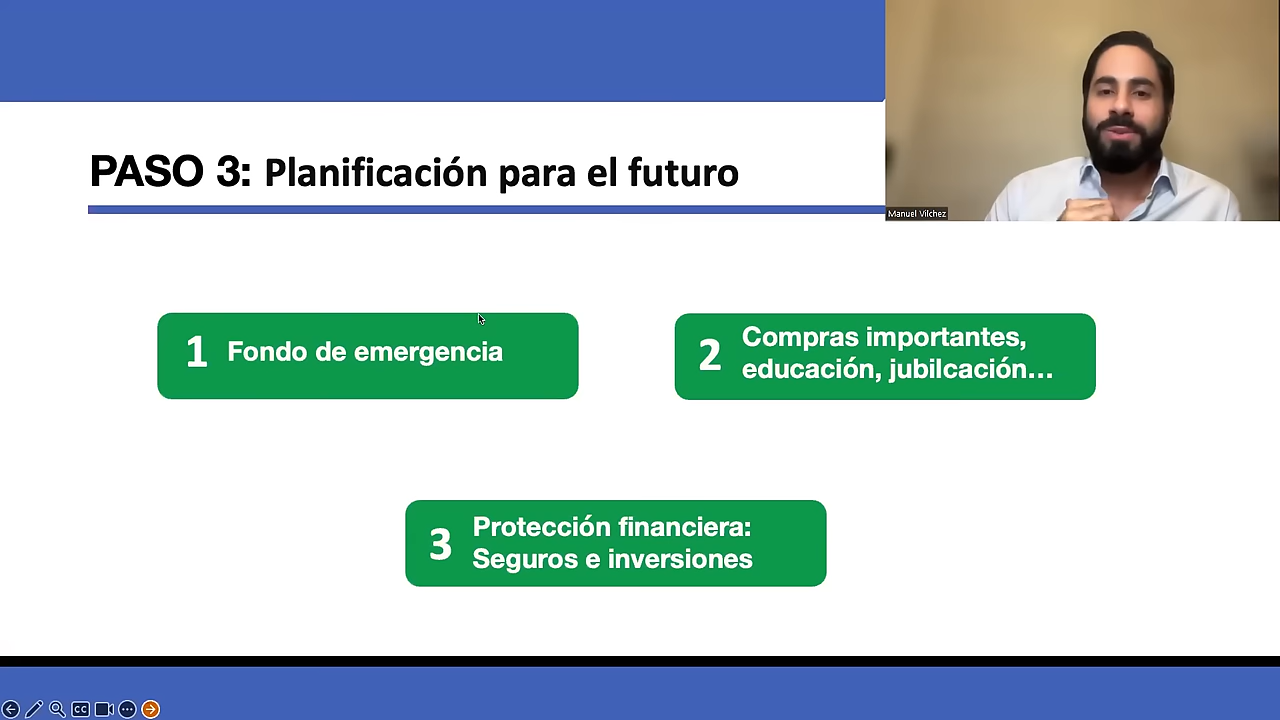 PASO 3: Planificación para el futuro
Manuel Vilchez
1 Fondo de emergencia
2 Compras importantes,
educación, jubilcación...
3 Protección financiera:
Seguros e inversiones
CC